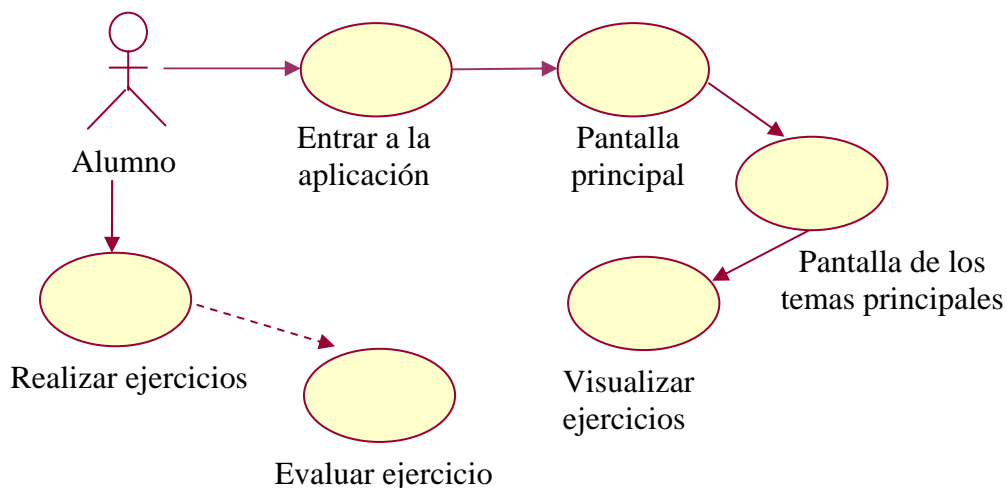 Alumno
Entrar a la
aplicación
Pantalla
principal
Pantalla de los
temas principales
Realizar ejercicios
Visualizar
ejercicios
Evaluar ejercicio